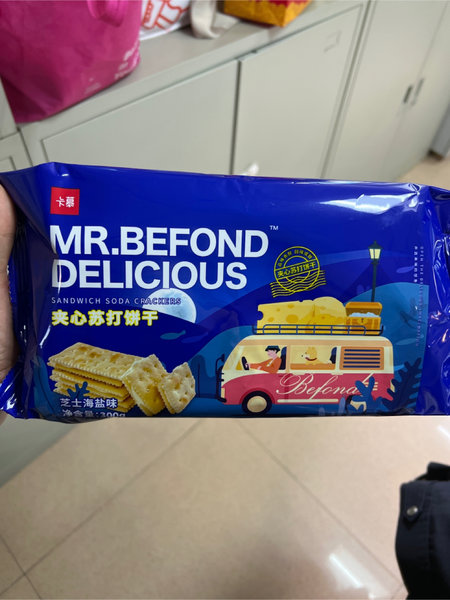 卡慕
MR.BEFOND™
DELICIOUS
SANDWICH SODA CRACKERS
夹心苏打饼干
夹心苏打饼干
Befond
芝士海盐味
净含量:300g